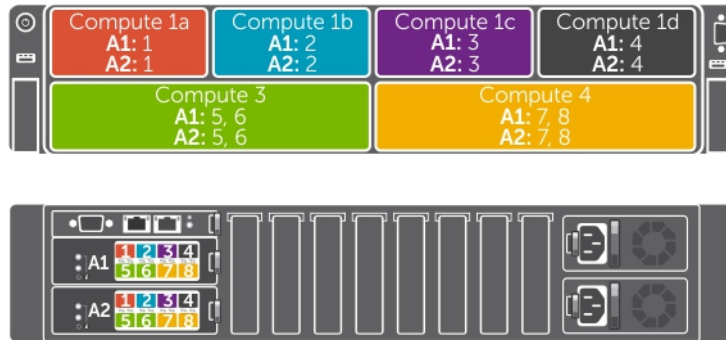 Compute 1a
A1: 1
A2: 1
Compute 1b
A1: 2
A2: 2
Compute 1c
A1: 3
A2: 3
Compute 1d
A1: 4
A2: 4
Compute 3
A1: 5, 6
A2: 5, 6
Compute 4
A1: 7, 8
A2: 7, 8
A1
1 2 3 4
5 6 7 8
A2
1 2 3 4
5 6 7 8